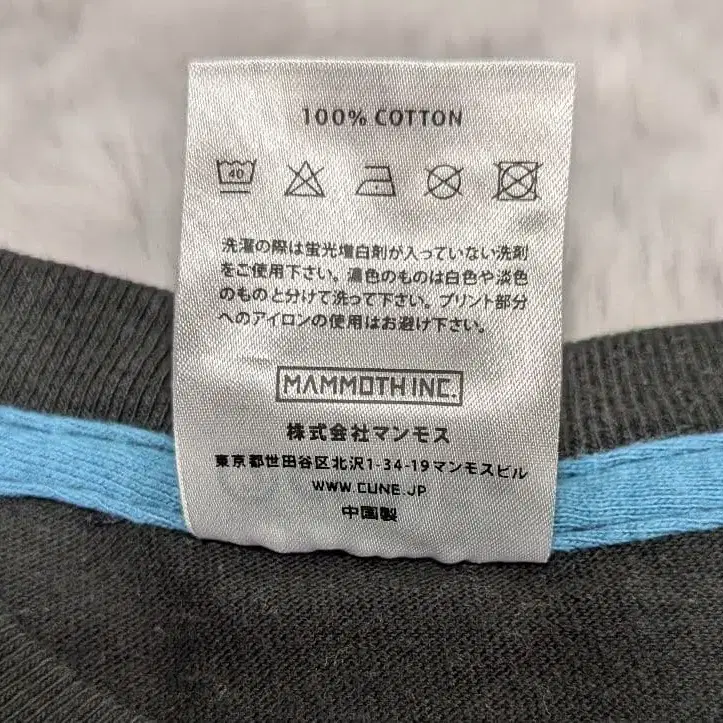 100% COTTON
40
洗濯の際は蛍光増白剤が入っていない洗剤
をご使用下さい。濃色のものは白色や淡色
のものと分けて洗って下さい。プリント部分
へのアイロンの使用はお避け下さい。
MAMMOTH INC.
株式会社マンモス
東京都世田谷区北沢1-34-19マンモスビル
WWW.CUNE.JP
中国製